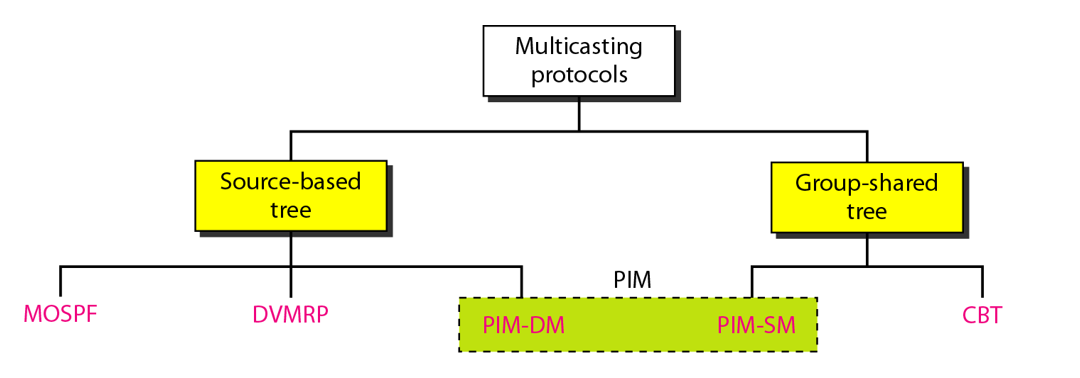 Multicasting
protocols
Source-based
tree
Group-shared
tree
PIM
MOSPF
DVMRP
PIM-DM
PIM-SM
CBT